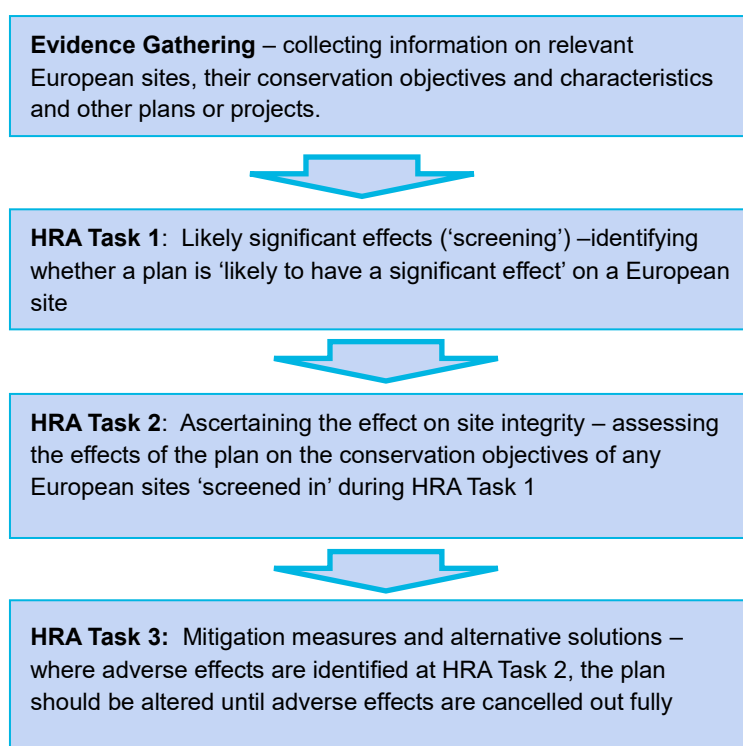 Evidence Gathering – collecting information on relevant
European sites, their conservation objectives and characteristics
and other plans or projects.
HRA Task 1:  Likely significant effects (‘screening’) –identifying
whether a plan is ‘likely to have a significant effect’ on a European
site
HRA Task 2:  Ascertaining the effect on site integrity – assessing
the effects of the plan on the conservation objectives of any
European sites ‘screened in’ during HRA Task 1
HRA Task 3:  Mitigation measures and alternative solutions –
where adverse effects are identified at HRA Task 2, the plan
should be altered until adverse effects are cancelled out fully